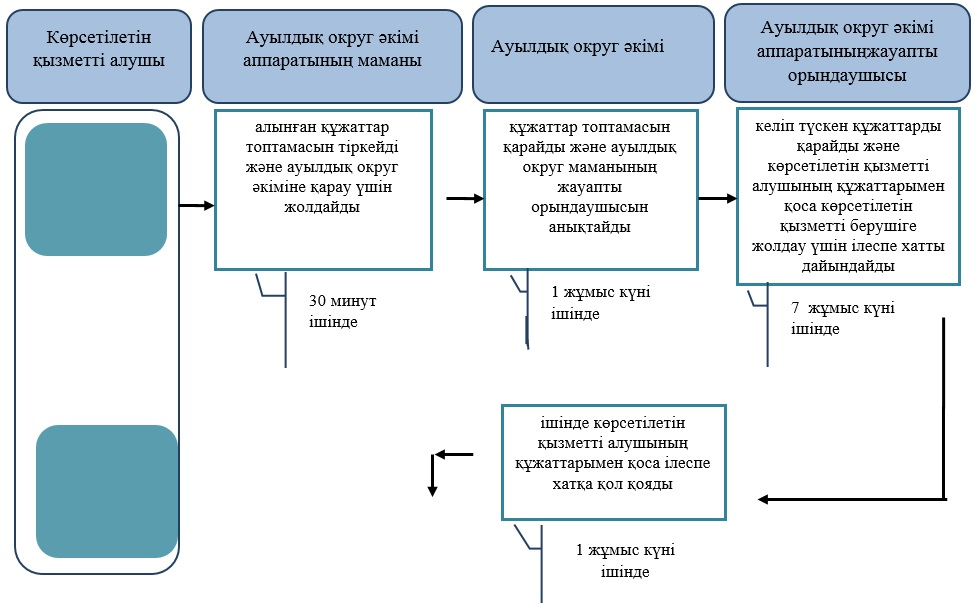 Көрсетілетін
қызметті алушы
Ауылдық округ әкімі
аппаратының маманы
Ауылдық округ әкімі
Ауылдық округ әкімі
аппаратыныңжауапты
орындаушысы
алынған құжаттар
топтамасын тіркейді
және ауылдық округ
әкіміне қарау үшін
жолдайды
құжаттар топтамасын
қарайды және ауылдық
округ маманының
жауапты
орындаушысын
анықтайды
келіп түскен құжаттарды
қарайды және
көрсетілетін қызметті
алушының құжаттарымен
қоса көрсетілетін
қызметті берушіге
жолдау үшін ілеспе хатты
дайындайды
30 минут
ішінде
1 жұмыс күні
ішінде
7 жұмыс күні
ішінде
ішінде көрсетілетін
қызметті алушының
құжаттарымен қоса ілеспе
хатқа қол қояды
1 жұмыс күні
ішінде